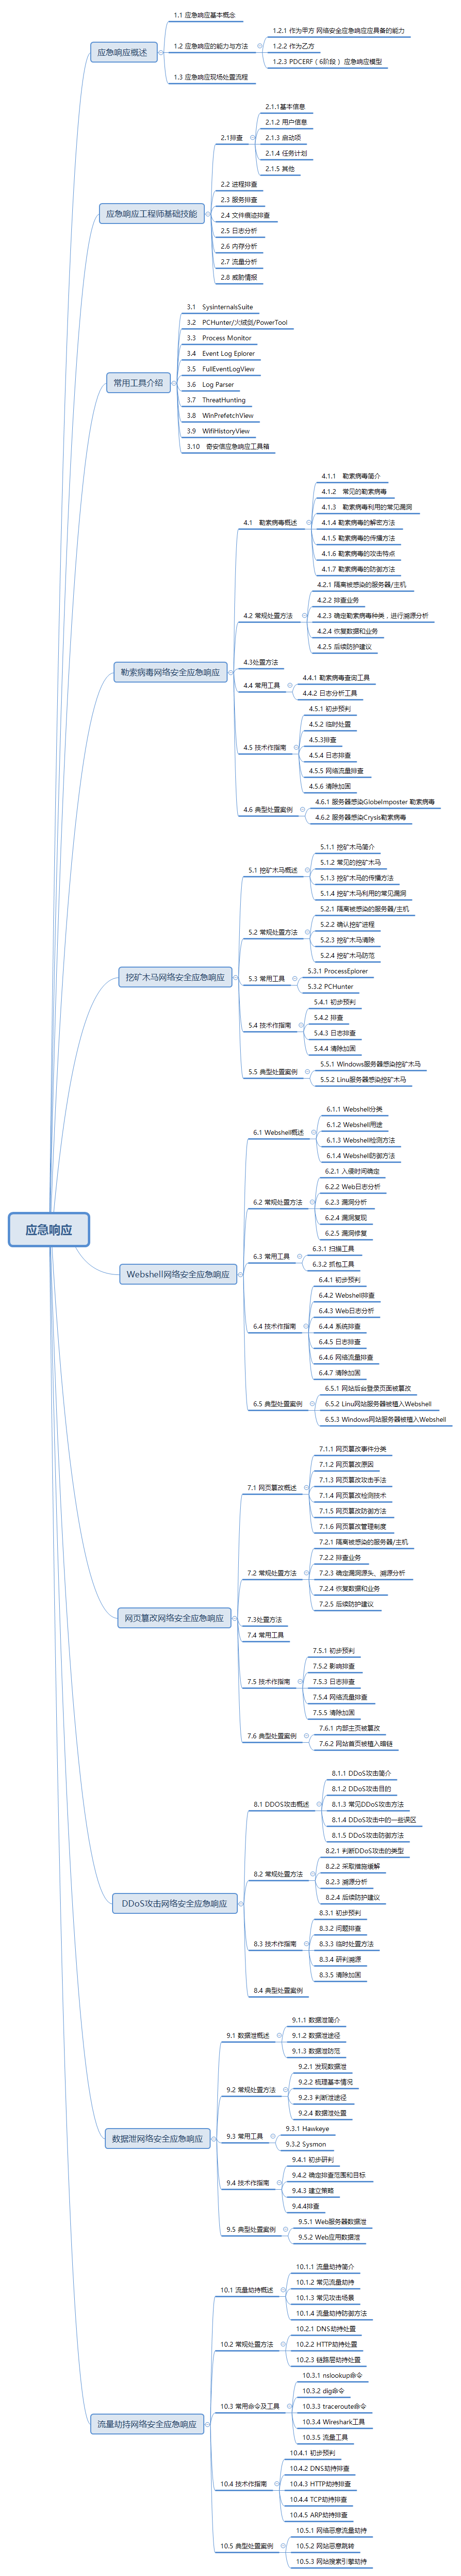 应急响应
应急响应概述
1.1 应急响应基本概念
1.2 应急响应的能力与方法
1.2.1 作为甲方 网络安全应急响应应具备的能力
1.2.2 作为乙方
1.2.3 PDCERF（6阶段） 应急响应模型
1.3 应急响应现场处置流程
应急响应工程师基础技能
2.1排查
2.1.1基本信息
2.1.2 用户信息
2.1.3 启动项
2.1.4 任务计划
2.1.5 其他
2.2 进程排查
2.3 服务排查
2.4 文件痕迹排查
2.5 日志分析
2.6 内存分析
2.7 流量分析
2.8 威胁情报
常用工具介绍
3.1 SysinternalsSuite
3.2 PCHunter/火绒剑/PowerTool
3.3 Process Monitor
3.4 Event Log Eplorer
3.5 FullEventLogView
3.6 Log Parser
3.7 ThreatHunting
3.8 WinPrefetchView
3.9 WifiHistoryView
3.10 奇安信应急响应工具箱
勒索病毒网络安全应急响应
4.1 勒索病毒概述
4.1.1 勒索病毒简介
4.1.2 常见的勒索病毒
4.1.3 勒索病毒利用的常见漏洞
4.1.4 勒索病毒的解密方法
4.1.5 勒索病毒的传播方法
4.1.6 勒索病毒的攻击特点
4.1.7 勒索病毒的防御方法
4.2 常规处置方法
4.2.1 隔离被感染的服务器/主机
4.2.2 排查业务
4.2.3 确定勒索病毒种类，进行溯源分析
4.2.4 恢复数据和业务
4.2.5 后续防护建议
4.3处置方法
4.4 常用工具
4.4.1 勒索病毒查询工具
4.4.2 日志分析工具
4.5 技术作指南
4.5.1 初步预判
4.5.2 临时处置
4.5.3排查
4.5.4 日志排查
4.5.5 网络流量排查
4.5.6 清除加固
4.6 典型处置案例
4.6.1 服务器感染GlobeImposter 勒索病毒
4.6.2 服务器感染Crysis勒索病毒
挖矿木马网络安全应急响应
5.1 挖矿木马概述
5.1.1 挖矿木马简介
5.1.2 常见的挖矿木马
5.1.3 挖矿木马的传播方法
5.1.4 挖矿木马利用的常见漏洞
5.2 常规处置方法
5.2.1 隔离被感染的服务器/主机
5.2.2 确认挖矿进程
5.2.3 挖矿木马清除
5.2.4 挖矿木马防范
5.3 常用工具
5.3.1 ProcessEplorer
5.3.2 PCHunter
5.4 技术作指南
5.4.1 初步预判
5.4.2 排查
5.4.3 日志排查
5.4.4 清除加固
5.5 典型处置案例
5.5.1 Windows服务器感染挖矿木马
5.5.2 Linu服务器感染挖矿木马
Webshell网络安全应急响应
6.1 Webshell概述
6.1.1 Webshell分类
6.1.2 Webshell用途
6.1.3 Webshell检测方法
6.1.4 Webshell防御方法
6.2 常规处置方法
6.2.1 入侵时间确定
6.2.2 Web日志分析
6.2.3 漏洞分析
6.2.4 漏洞复现
6.2.5 漏洞修复
6.3 常用工具
6.3.1 扫描工具
6.3.2 抓包工具
6.4 技术作指南
6.4.1 初步预判
6.4.2 Webshell排查
6.4.3 Web日志分析
6.4.4 系统排查
6.4.5 日志排查
6.4.6 网络流量排查
6.4.7 清除加固
6.5 典型处置案例
6.5.1 网站后台登录页面被篡改
6.5.2 Linu网站服务器被植入Webshell
6.5.3 Windows网站服务器被植入Webshell
网页篡改网络安全应急响应
7.1 网页篡改概述
7.1.1 网页篡改事件分类
7.1.2 网页篡改原因
7.1.3 网页篡改攻击手法
7.1.4 网页篡改检测技术
7.1.5 网页篡改防御方法
7.1.6 网页篡改管理制度
7.2 常规处置方法
7.2.1 隔离被感染的服务器/主机
7.2.2 排查业务
7.2.3 确定漏洞源头、溯源分析
7.2.4 恢复数据和业务
7.2.5 后续防护建议
7.3处置方法
7.4 常用工具
7.5 技术作指南
7.5.1 初步预判
7.5.2 影响排查
7.5.3 日志排查
7.5.4 网络流量排查
7.5.5 清除加固
7.6 典型处置案例
7.6.1 内部主页被篡改
7.6.2 网站首页被植入暗链
DDoS攻击网络安全应急响应
8.1 DDOS攻击概述
8.1.1 DDoS攻击简介
8.1.2 DDoS攻击目的
8.1.3 常见DDoS攻击方法
8.1.4 DDoS攻击中的一些误区
8.1.5 DDoS攻击防御方法
8.2 常规处置方法
8.2.1 判断DDoS攻击的类型
8.2.2 采取措施缓解
8.2.3 溯源分析
8.2.4 后续防护建议
8.3 技术作指南
8.3.1 初步预判
8.3.2 问题排查
8.3.3 临时处置方法
8.3.4 研判溯源
8.3.5 清除加固
8.4 典型处置案例
数据泄网络安全应急响应
9.1 数据泄概述
9.1.1 数据泄简介
9.1.2 数据泄途径
9.1.3 数据泄防范
9.2 常规处置方法
9.2.1 发现数据泄
9.2.2 梳理基本情况
9.2.3 判断泄途径
9.2.4 数据泄处置
9.3 常用工具
9.3.1 Hawkeye
9.3.2 Sysmon
9.4 技术作指南
9.4.1 初步研判
9.4.2 确定排查范围和目标
9.4.3 建立策略
9.4.4排查
9.5 典型处置案例
9.5.1 Web服务器数据泄
9.5.2 Web应用数据泄
流量劫持网络安全应急响应
10.1 流量劫持概述
10.1.1 流量劫持简介
10.1.2 常见流量劫持
10.1.3 常见攻击场景
10.1.4 流量劫持防御方法
10.2 常规处置方法
10.2.1 DNS劫持处置
10.2.2 HTTP劫持处置
10.2.3 链路层劫持处置
10.3 常用命令及工具
10.3.1 nslookup命令
10.3.2 dig命令
10.3.3 traceroute命令
10.3.4 Wireshark工具
10.3.5 流量工具
10.4 技术作指南
10.4.1 初步预判
10.4.2 DNS劫持排查
10.4.3 HTTP劫持排查
10.4.4 TCP劫持排查
10.4.5 ARP劫持排查
10.5 典型处置案例
10.5.1 网络恶意流量劫持
10.5.2 网站恶意跳转
10.5.3 网站搜索引擎劫持